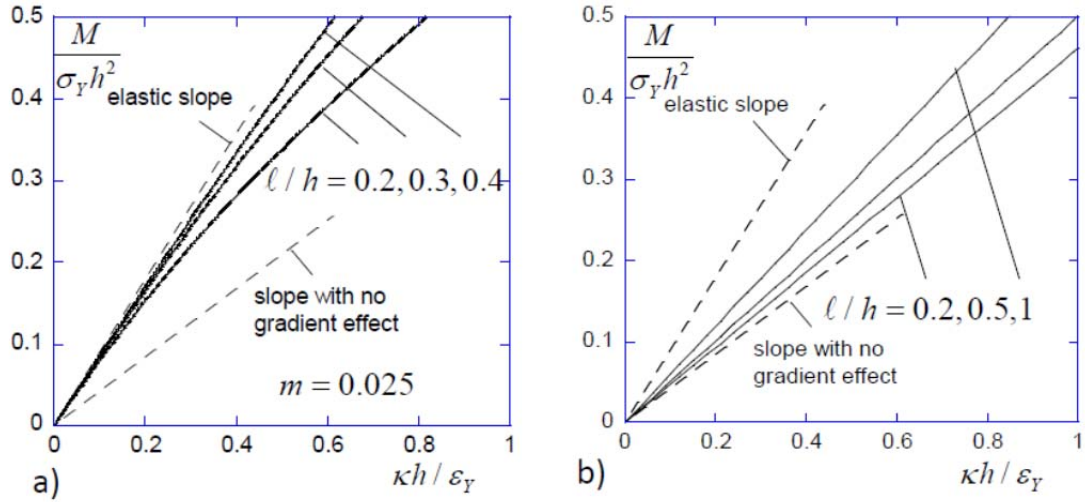 0.5
M
σ_Y h²
elastic slope
0.4
0.3
ℓ / h = 0.2, 0.3, 0.4
0.2
slope with no
gradient effect
0.1
m = 0.025
0
0 0.2 0.4 0.6 0.8 1
a)
κh / ε_Y
0.5
M
σ_Y h²
elastic slope
0.4
0.3
ℓ / h = 0.2, 0.5, 1
0.2
slope with no
gradient effect
0.1
0
0 0.2 0.4 0.6 0.8 1
b)
κh / ε_Y